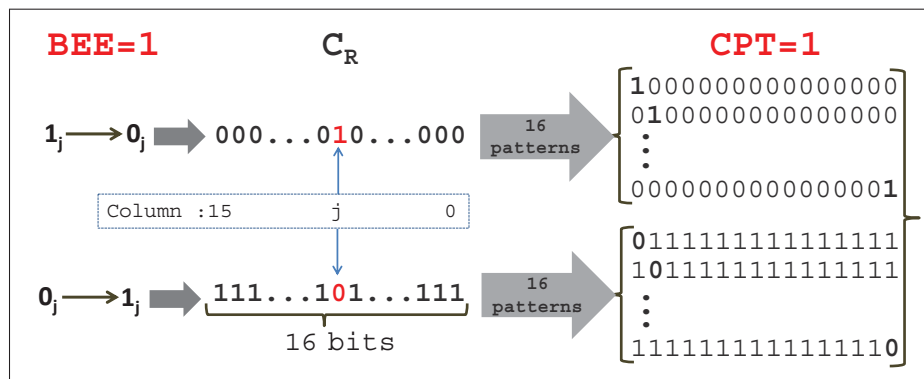 BEE=1 C_R CPT=1
1000000000000000
1_j 0_j 000...010...000 16 patterns 0100000000000000
0000000000000001
Column :15 j 0
0111111111111111
0_j 1_j 111...101...111 16 patterns 1011111111111111
16 bits
1111111111111110